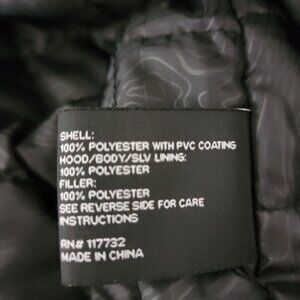 SHELL:
100% POLYESTER WITH PVC COATING
HOOD/BODY/SLV LINING:
100% POLYESTER
FILLER:
100% POLYESTER
SEE REVERSE SIDE FOR CARE
INSTRUCTIONS
RN# 117732
MADE IN CHINA